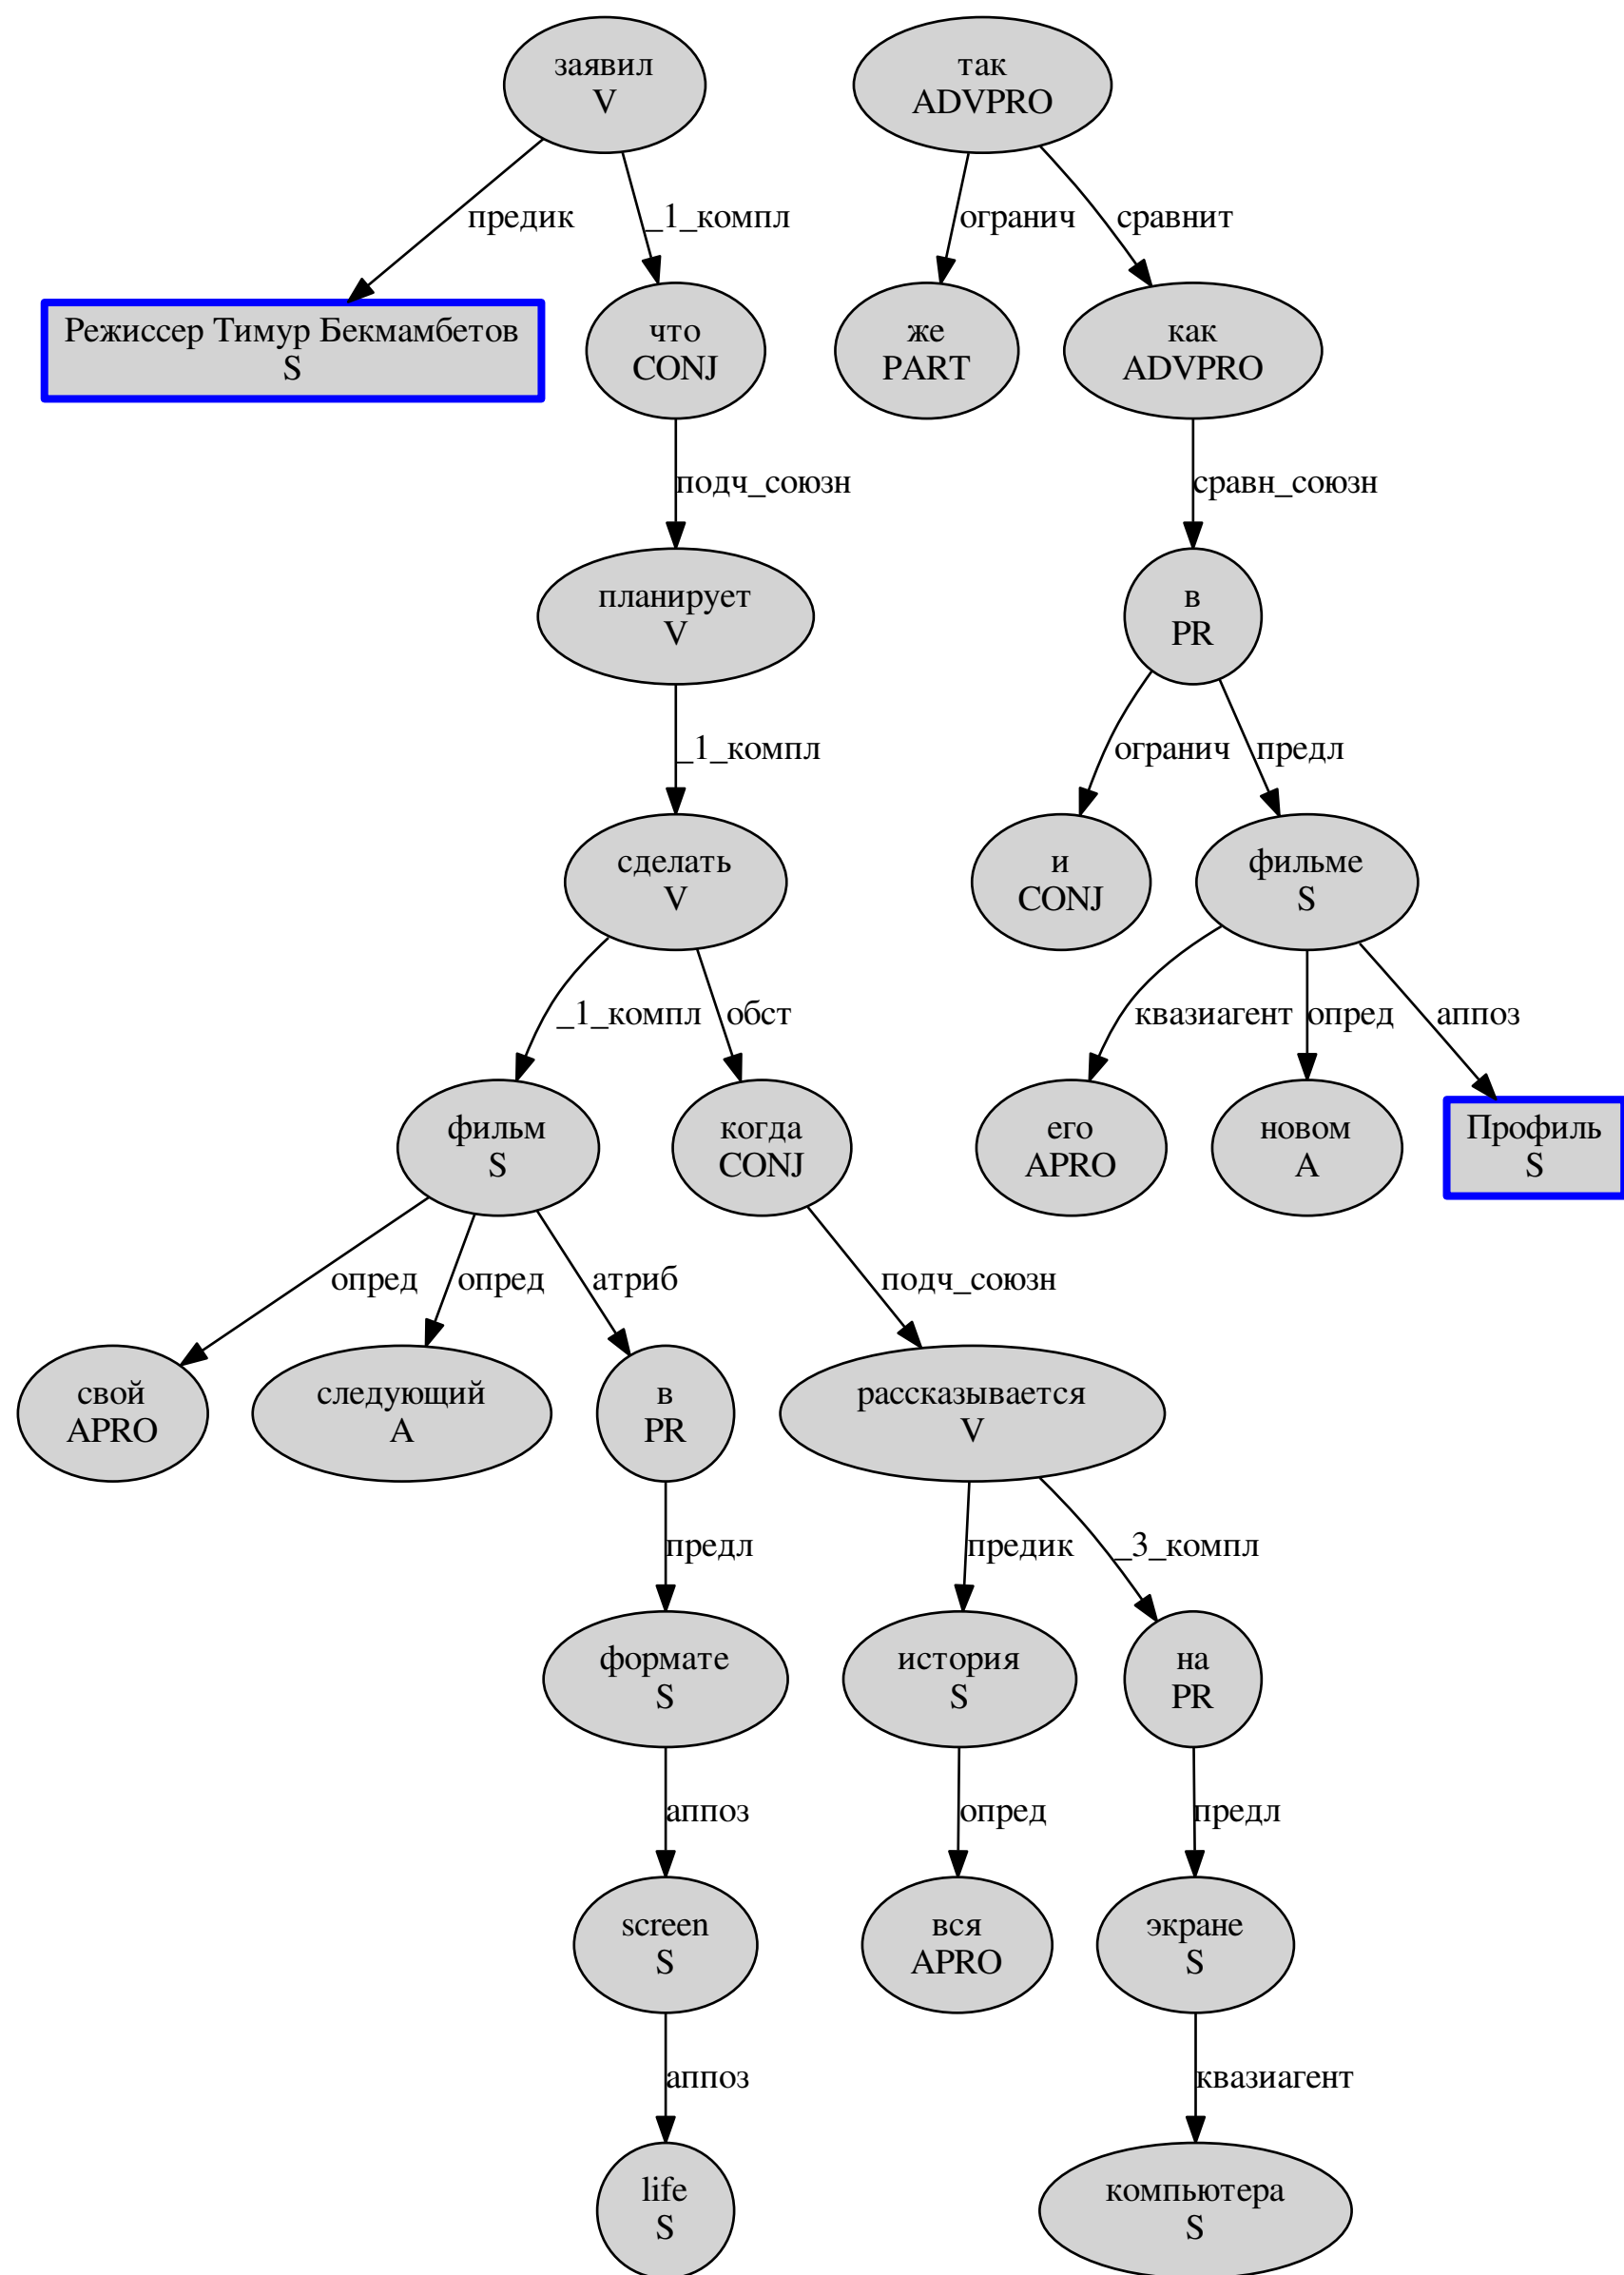 заявил
V
так
ADVPRO
предик
_1_компл
огранич
сравнит
Режиссер Тимур Бекмамбетов
S
что
CONJ
же
PART
как
ADVPRO
подч_союзн
сравн_союзн
планирует
V
в
PR
_1_компл
огранич
предл
сделать
V
и
CONJ
фильме
S
_1_компл
обст
квазиагент
опред
аппоз
фильм
S
когда
CONJ
его
APRO
новом
A
Профиль
S
опред
опред
атриб
подч_союзн
свой
APRO
следующий
A
в
PR
рассказывается
V
предл
предик
_3_компл
формате
S
история
S
на
PR
аппоз
опред
предл
screen
S
вся
APRO
экране
S
аппоз
квазиагент
life
S
компьютера
S